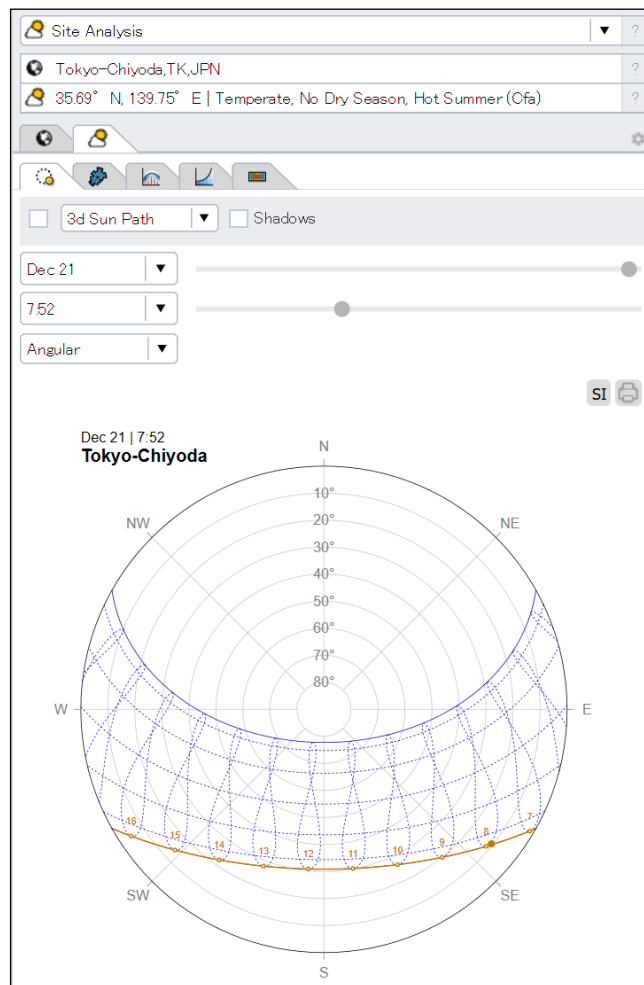 Site Analysis
?
Tokyo-Chiyoda,TK,JPN
?
35.69° N, 139.75° E | Temperate, No Dry Season, Hot Summer (Cfa)
?
3d Sun Path
Shadows
Dec 21
7:52
Angular
SI
Dec 21 | 7:52
Tokyo-Chiyoda
N
NW
NE
10°
20°
30°
40°
50°
60°
70°
80°
W
E
16
15
14
13
12
11
10
9
8
7
SW
SE
S